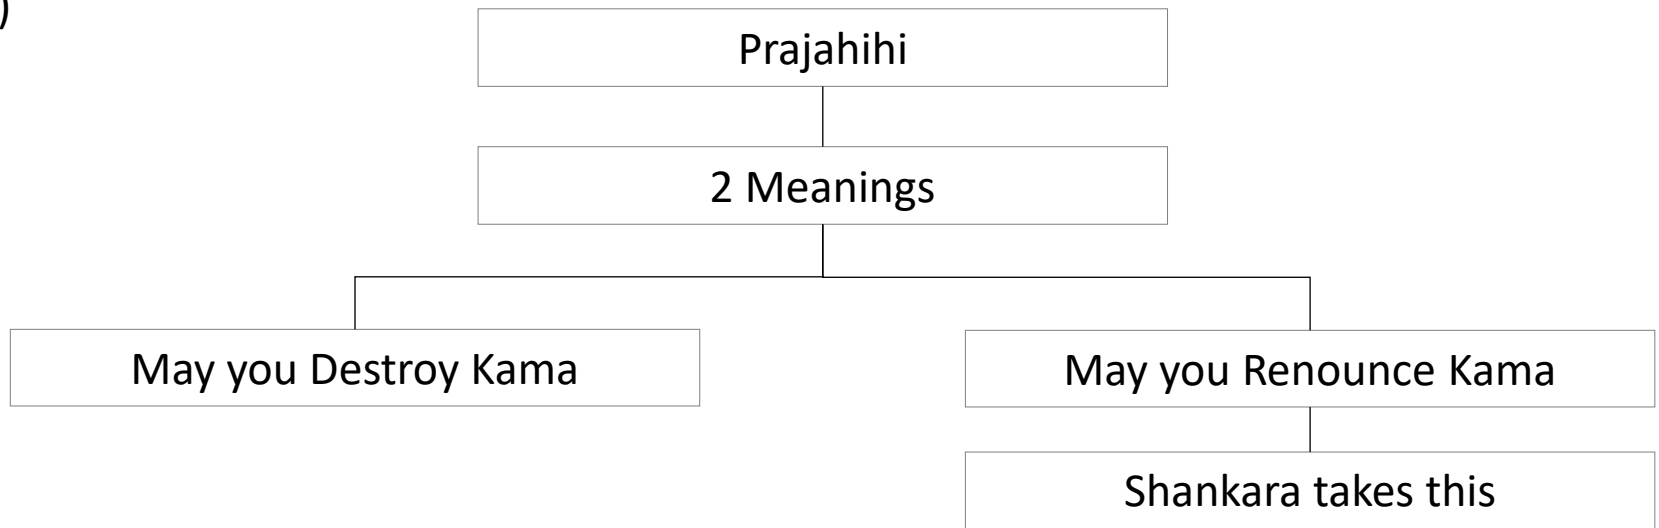 )
Prajahihi
2 Meanings
May you Destroy Kama
May you Renounce Kama
Shankara takes this